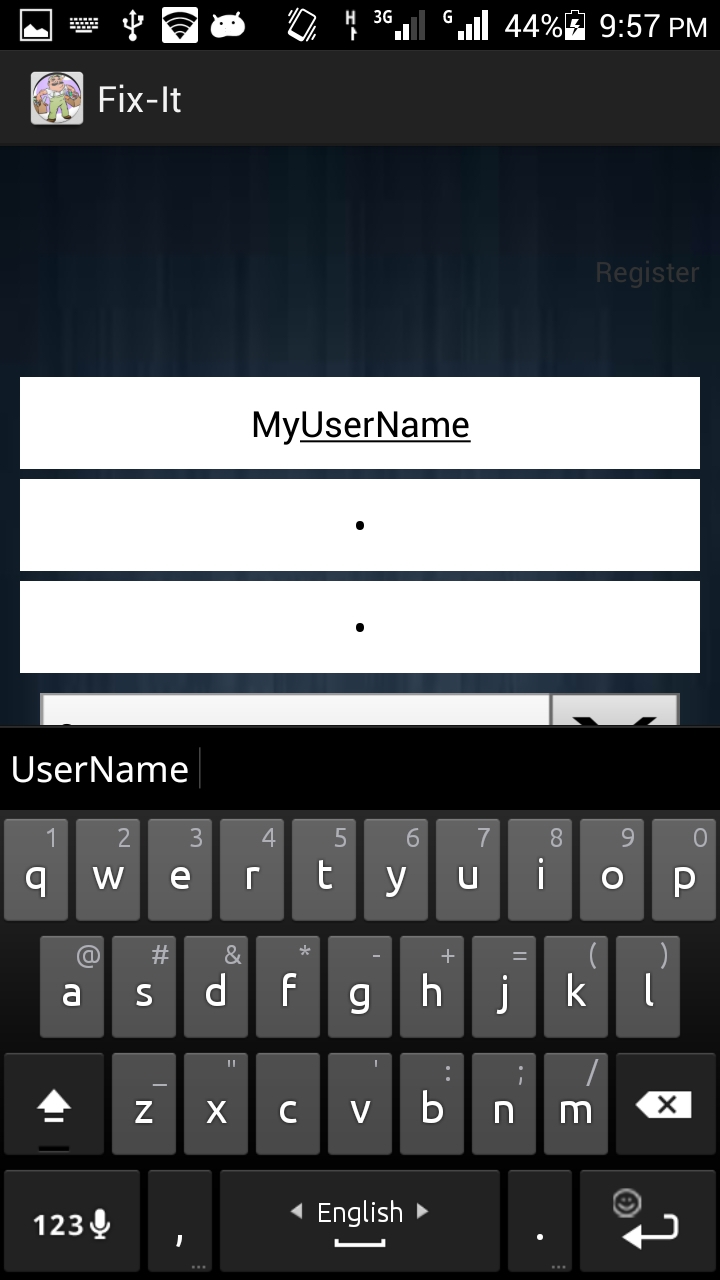 H 3G G 44% 9:57 PM
Fix-It
Register
MyUserName
•
•
UserName
1 2 3 4 5 6 7 8 9 0
q w e r t y u i o p
@ # & * - + = ( )
a s d f g h j k l
_ " ' : ; /
z x c v b n m
123 , English .